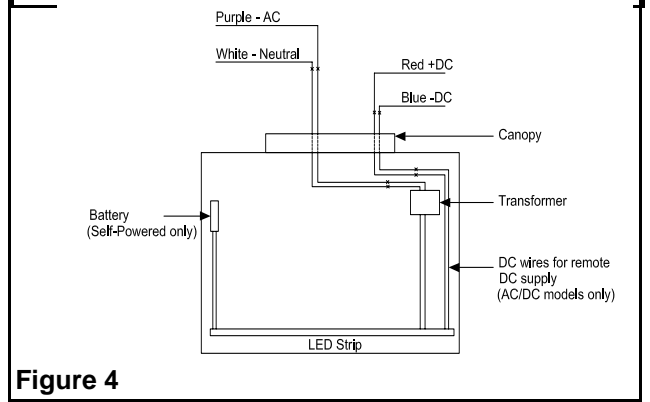 Purple - AC
White - Neutral
Red +DC
Blue -DC
Canopy
Transformer
Battery
(Self-Powered only)
DC wires for remote
DC supply
(AC/DC models only)
LED Strip
Figure 4